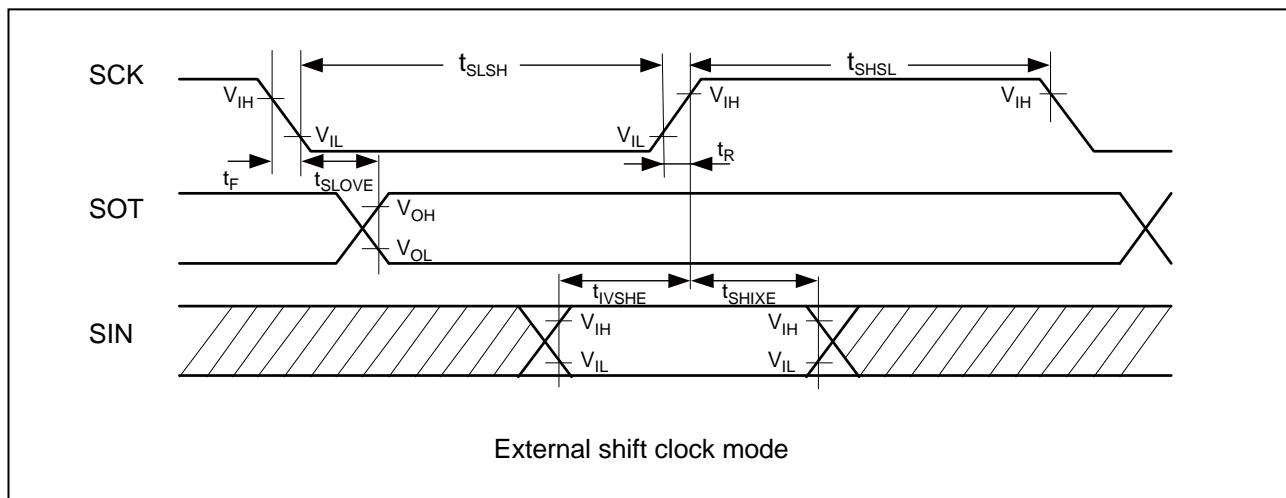 SCK
tSLSH
tSHSL
VIH
VIH
VIH
VIL
VIL
tR
tF
tSLOVE
SOT
VOH
VOL
tIVSHE
tSHIXE
SIN
VIH
VIH
VIL
VIL
External shift clock mode